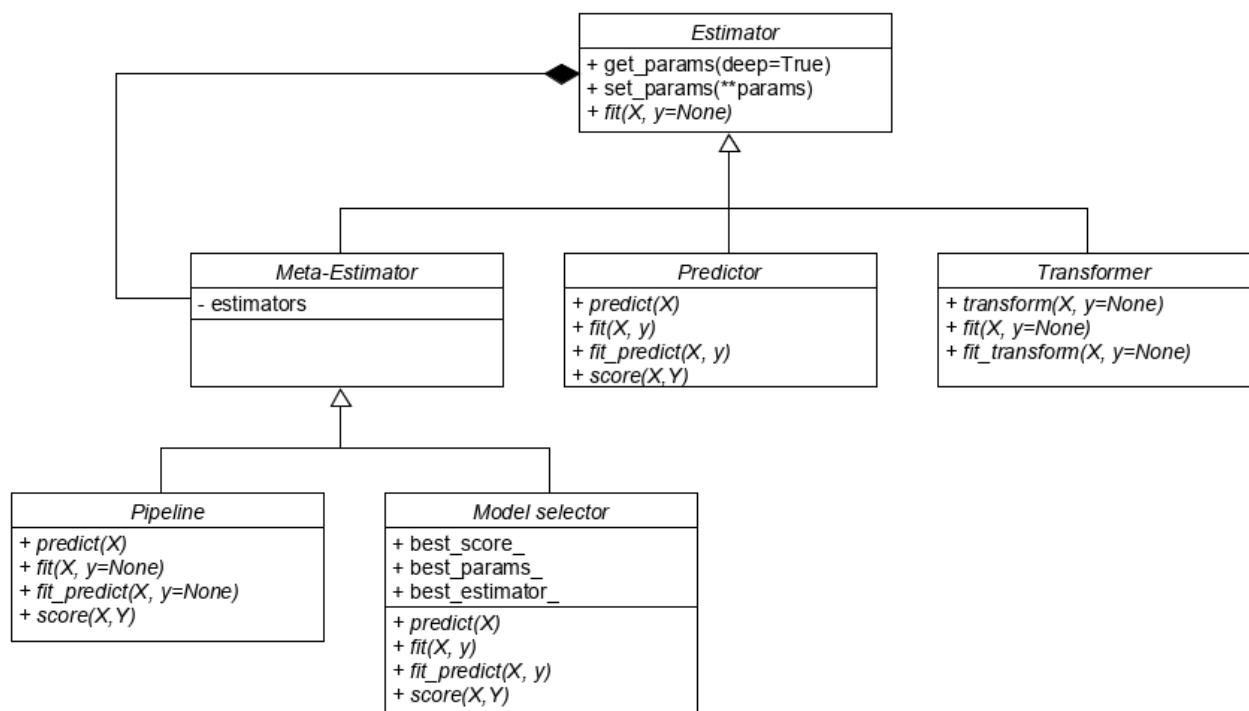 Estimator
+ get_params(deep=True)
+ set_params(**params)
+ fit(X, y=None)
Meta-Estimator
- estimators
Predictor
+ predict(X)
+ fit(X, y)
+ fit_predict(X, y)
+ score(X,Y)
Transformer
+ transform(X, y=None)
+ fit(X, y=None)
+ fit_transform(X, y=None)
Pipeline
+ predict(X)
+ fit(X, y=None)
+ fit_predict(X, y=None)
+ score(X,Y)
Model selector
+ best_score_
+ best_params_
+ best_estimator_
+ predict(X)
+ fit(X, y)
+ fit_predict(X, y)
+ score(X,Y)